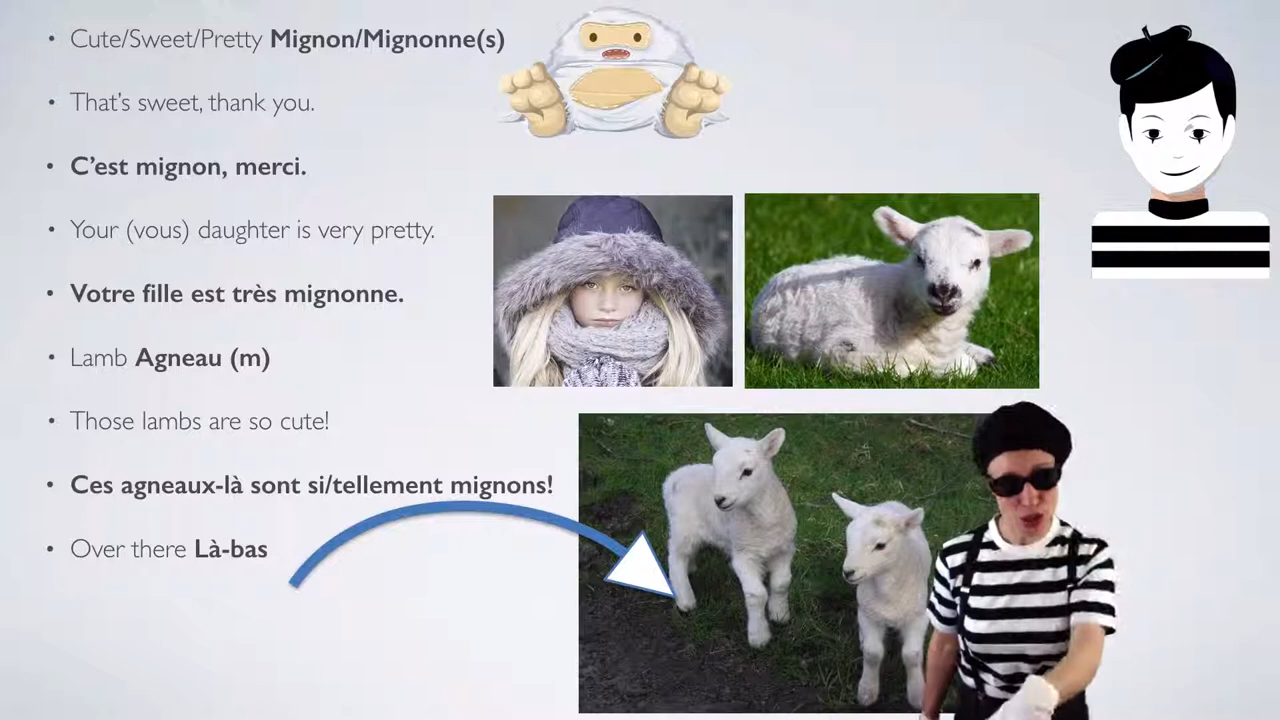 • Cute/Sweet/Pretty Mignon/Mignonne(s)
• That's sweet, thank you.
• C'est mignon, merci.
• Your (vous) daughter is very pretty.
• Votre fille est très mignonne.
• Lamb Agneau (m)
• Those lambs are so cute!
• Ces agneaux-là sont si/tellement mignons!
• Over there Là-bas